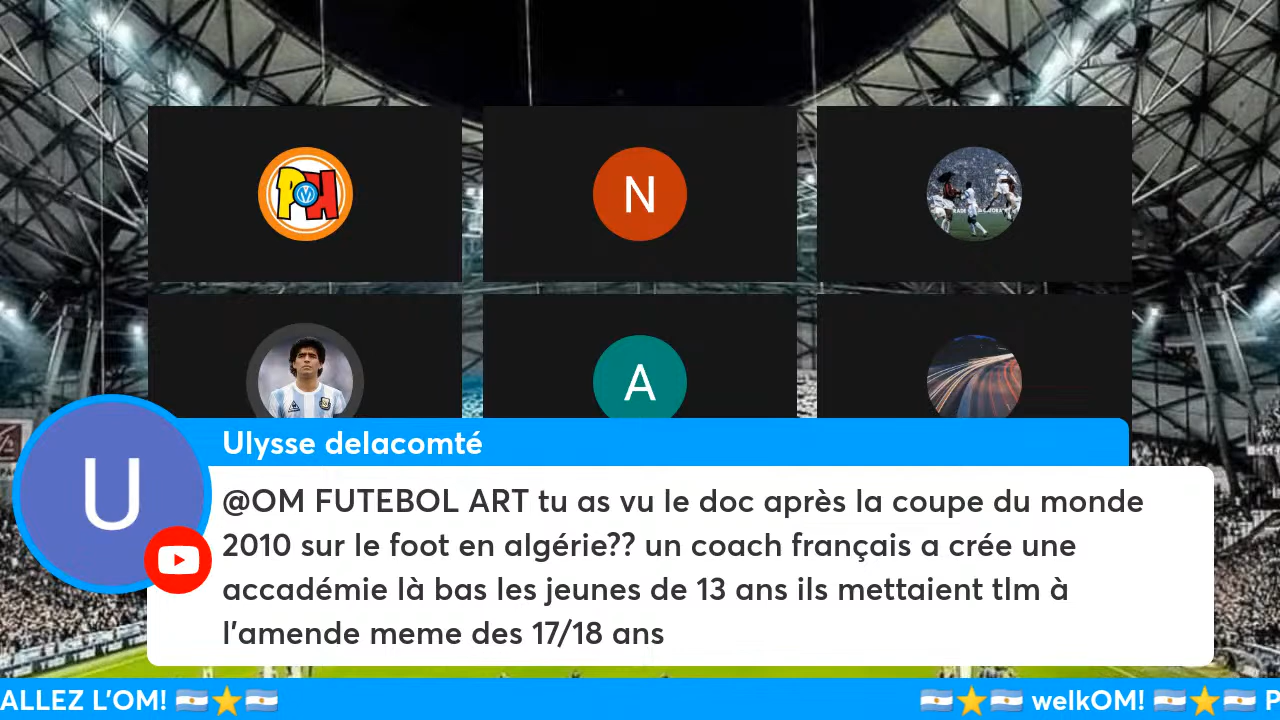 PH
N
A
U
Ulysse delacomté
@OM FUTEBOL ART tu as vu le doc après la coupe du monde
2010 sur le foot en algérie?? un coach français a crée une
accadémie là bas les jeunes de 13 ans ils mettaient tlm à
l'amende meme des 17/18 ans
ALLEZ L'OM! 🇦🇷⭐🇦🇷 🇦🇷⭐🇦🇷 welkOM! 🇦🇷⭐🇦🇷 P